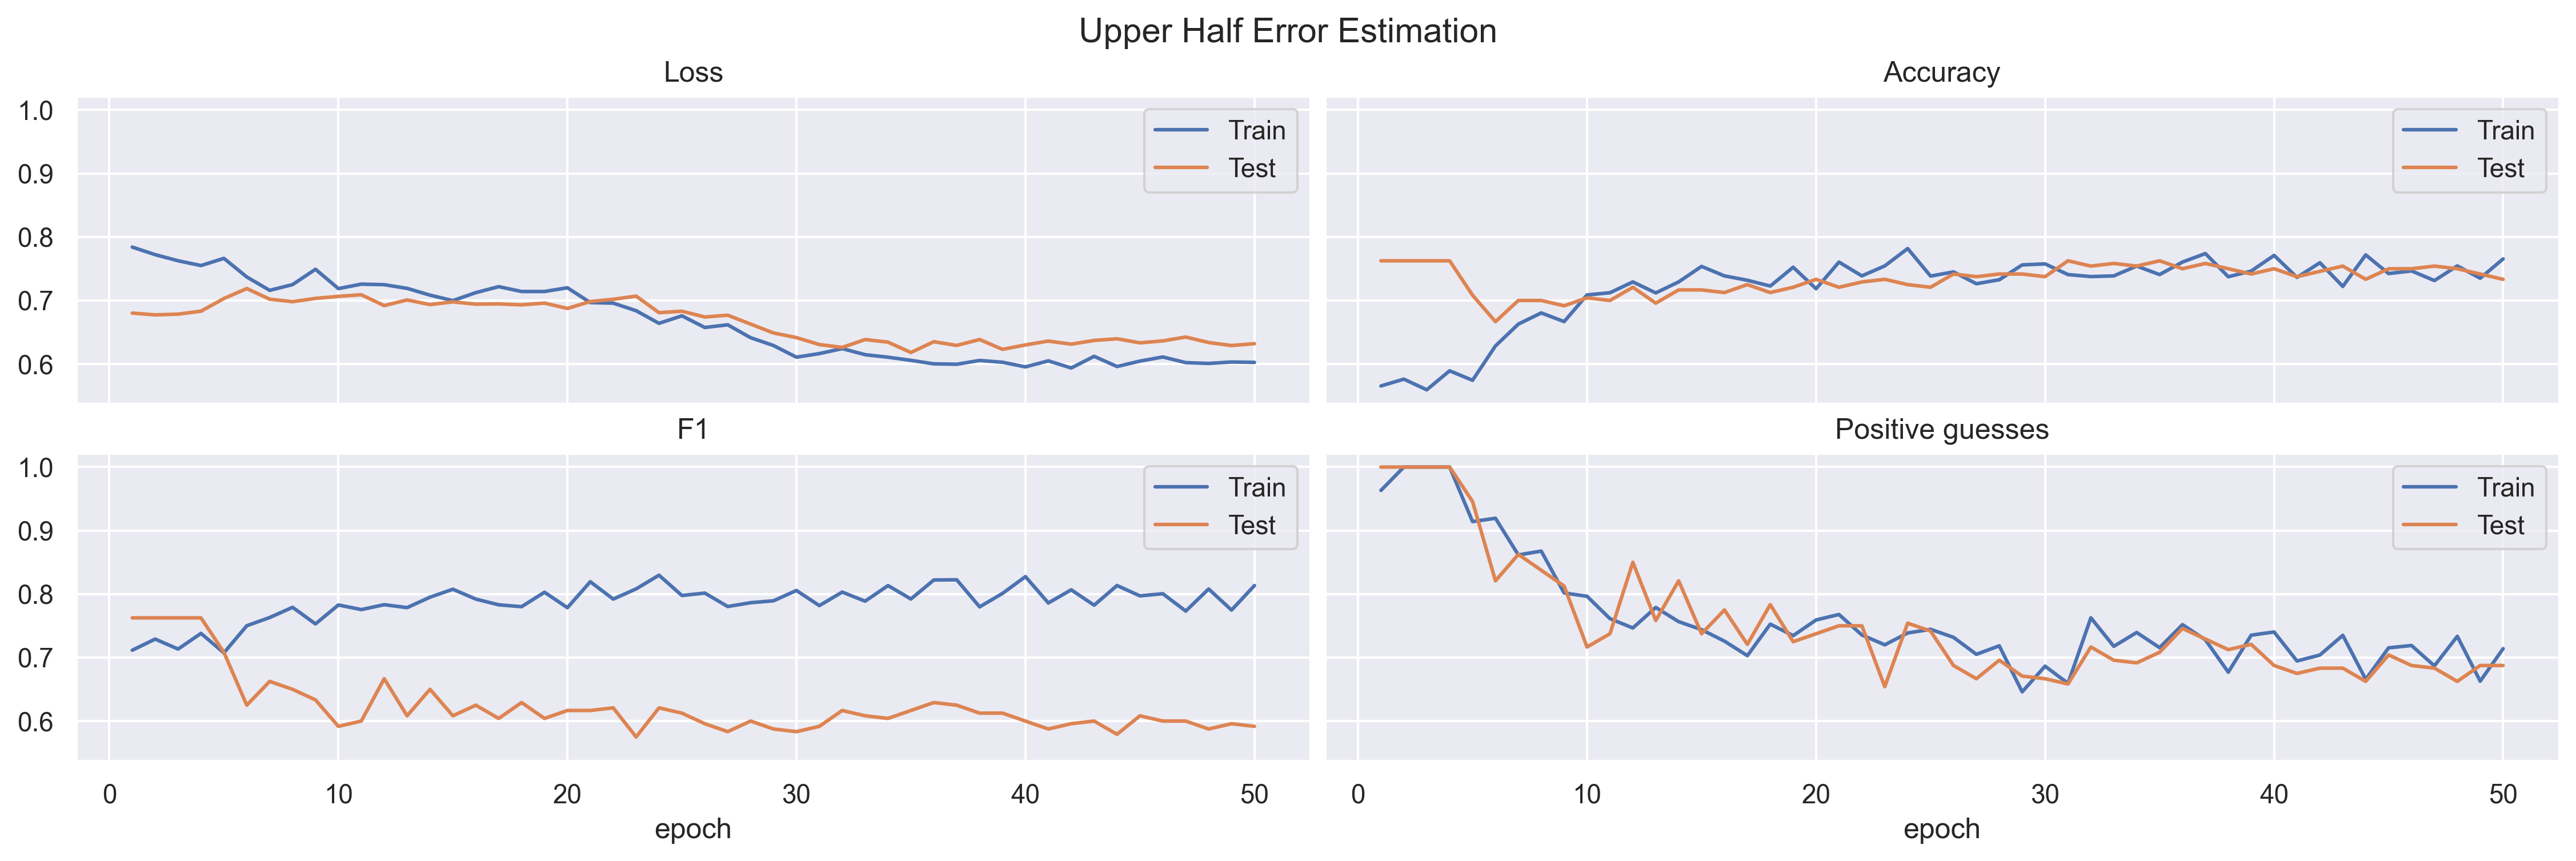 Upper Half Error Estimation
Loss
Accuracy
1.0
0.9
0.8
0.7
0.6
Train
Test
Train
Test
F1
Positive guesses
1.0
0.9
0.8
0.7
0.6
Train
Test
Train
Test
0 10 20 30 40 50
0 10 20 30 40 50
epoch
epoch